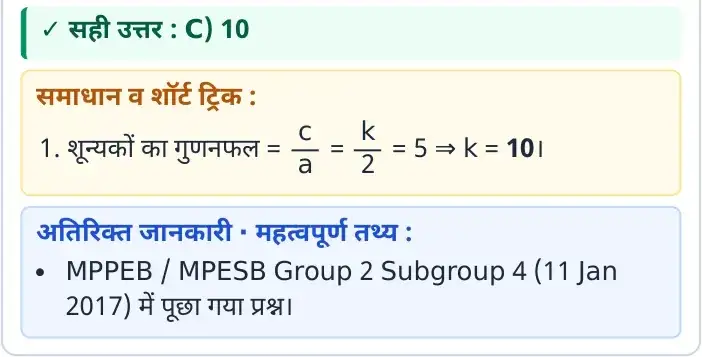 ✓ सही उत्तर : C) 10
समाधान व शॉर्ट ट्रिक :
1. शून्यकों का गुणनफल = c/a = k/2 = 5 ⇒ k = 10।
अतिरिक्त जानकारी · महत्वपूर्ण तथ्य :
• MPPEB / MPESB Group 2 Subgroup 4 (11 Jan
2017) में पूछा गया प्रश्न।